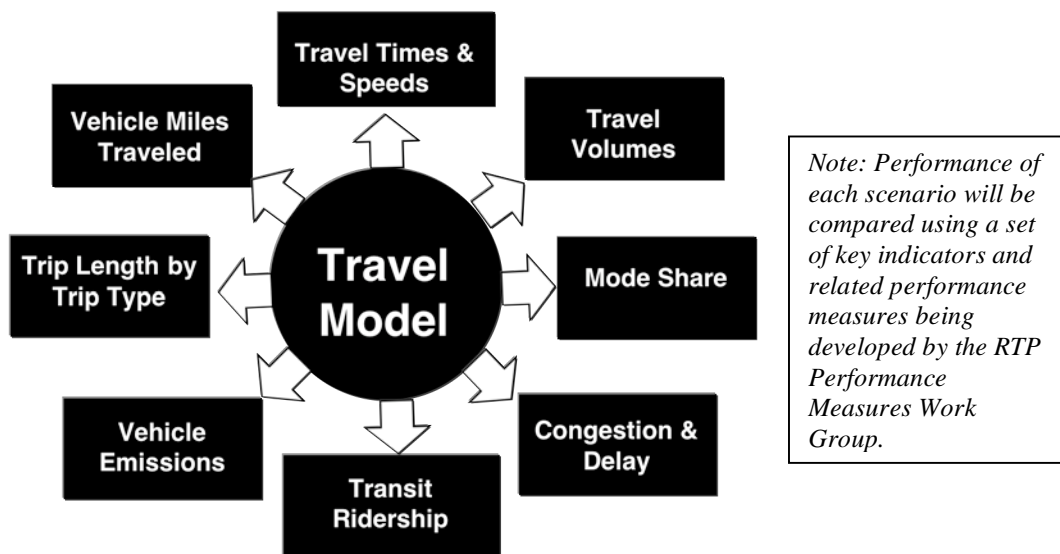 Travel Times &
Speeds
Vehicle Miles
Traveled
Travel
Volumes
Trip Length by
Trip Type
Travel
Model
Mode Share
Vehicle
Emissions
Transit
Ridership
Congestion &
Delay
Note: Performance of
each scenario will be
compared using a set
of key indicators and
related performance
measures being
developed by the RTP
Performance
Measures Work
Group.